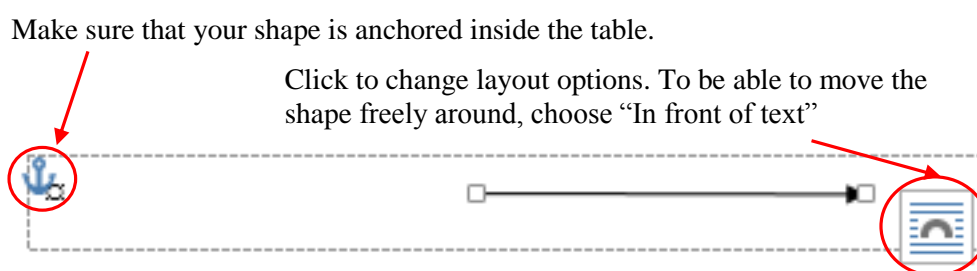 Make sure that your shape is anchored inside the table.
Click to change layout options. To be able to move the
shape freely around, choose “In front of text”